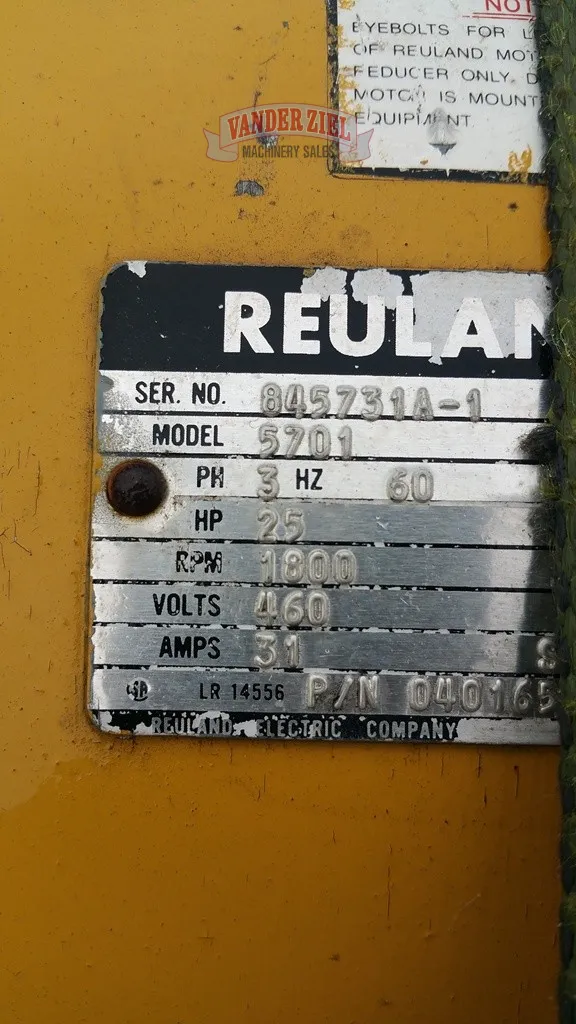 NOT
EYEBOLTS FOR L
OF REULAND MOT
REDUCER ONLY. D
MOTOR IS MOUNT
EQUIPMENT
VANDER ZIEL
MACHINERY SALES
REULAN
SER. NO. 845731A-1
MODEL 5701
PH 3 HZ 60
HP 25
RPM 1800
VOLTS 460
AMPS 31 S
SA LR 14556 P/N 040165
REULAND ELECTRIC COMPANY